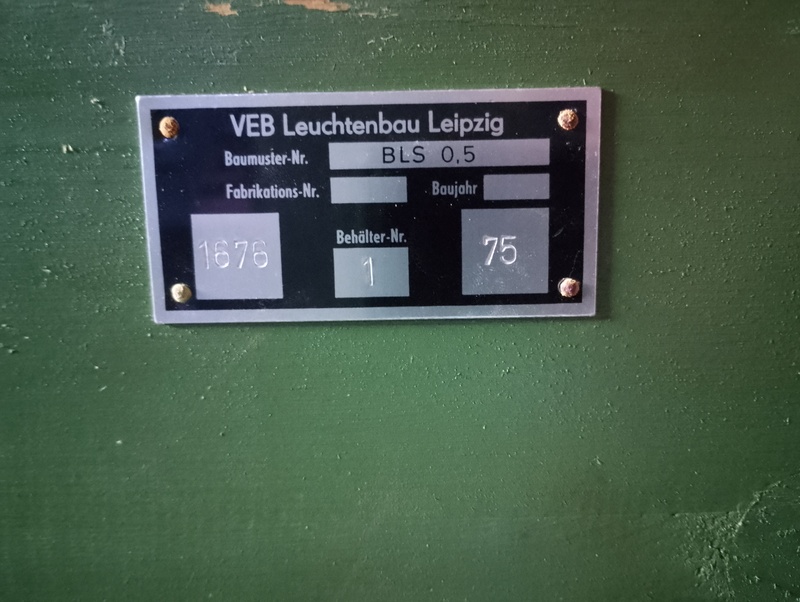 VEB Leuchtenbau Leipzig
Baumuster-Nr. BLS 0,5
Fabrikations-Nr. Baujahr
1676 Behälter-Nr. 1 75